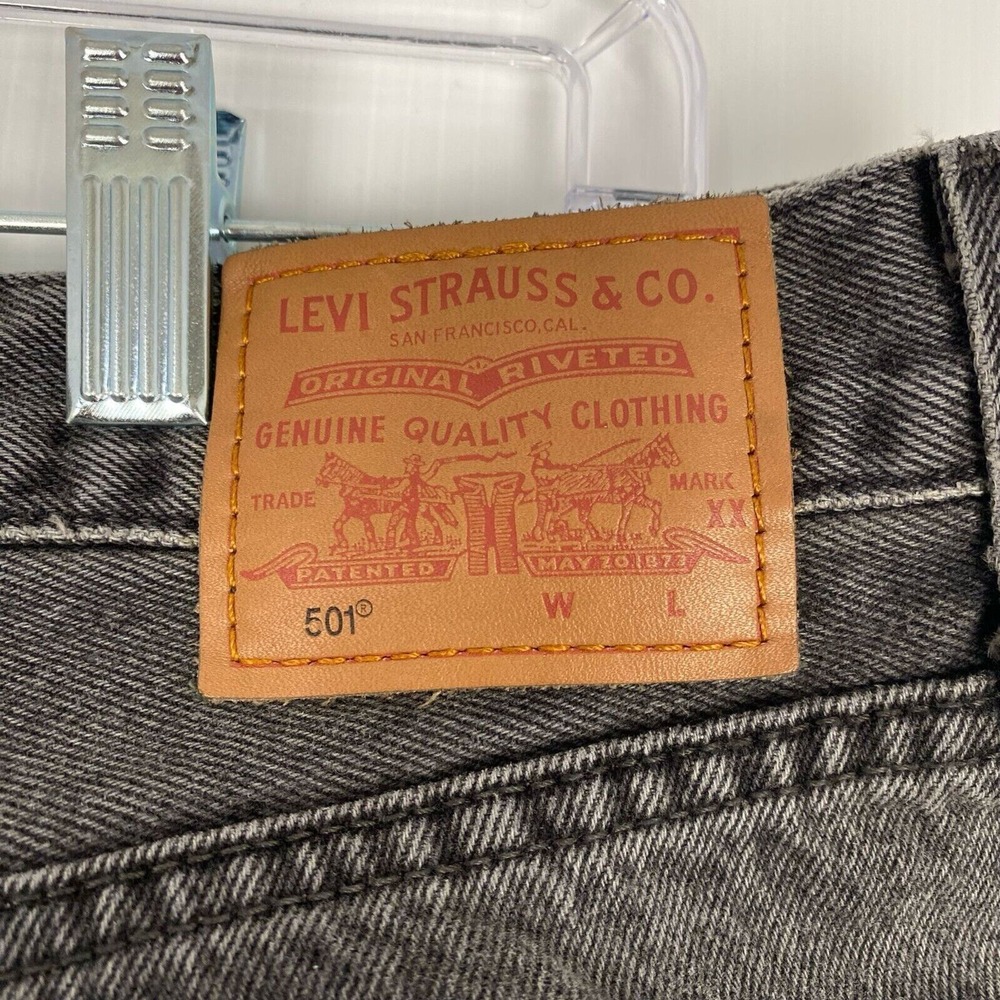 LEVI STRAUSS & CO.
SAN FRANCISCO, CAL.
ORIGINAL RIVETED
GENUINE QUALITY CLOTHING
TRADE MARK
XX
PATENTED MAY 20 1873
501® W L